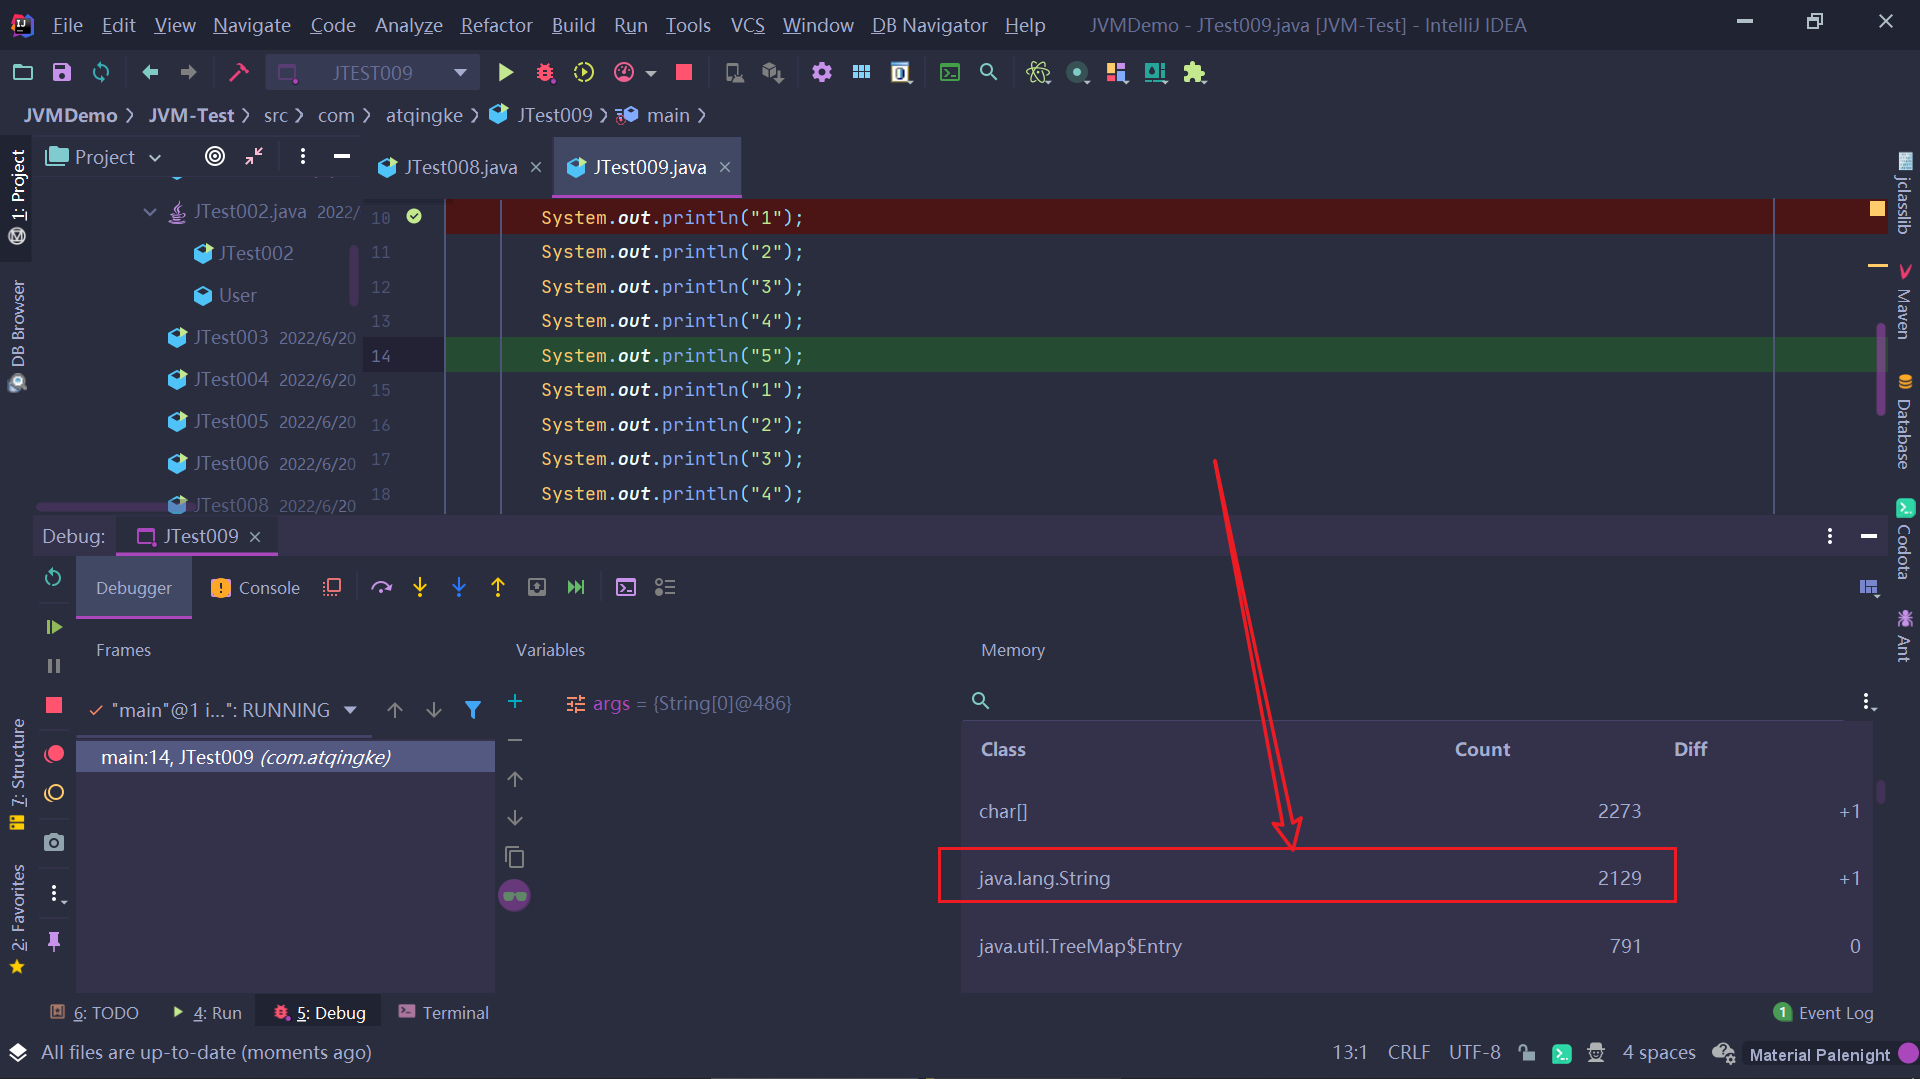 File Edit View Navigate Code Analyze Refactor Build Run Tools VCS Window DB Navigator Help JVMDemo - JTest009.java [JVM-Test] - IntelliJ IDEA
JTEST009
JVMDemo JVM-Test src com atqingke JTest009 main
Project
JTest008.java
JTest009.java
1: Project
DB Browser
7: Structure
2: Favorites
JTest002.java 2022/
JTest002
User
JTest003 2022/6/20
JTest004 2022/6/20
JTest005 2022/6/20
JTest006 2022/6/20
JTest008 2022/6/20
10 System.out.println("1");
11 System.out.println("2");
12 System.out.println("3");
13 System.out.println("4");
14 System.out.println("5");
15 System.out.println("1");
16 System.out.println("2");
17 System.out.println("3");
18 System.out.println("4");
jclasslib
Maven
Database
Codota
Ant
Debug: JTest009
Debugger Console
Frames
Variables
Memory
"main"@1 i...": RUNNING
main:14, JTest009 (com.atqingke)
args = {String[0]@486}
Class Count Diff
char[] 2273 +1
java.lang.String 2129 +1
java.util.TreeMap$Entry 791 0
6: TODO 4: Run 5: Debug Terminal
1 Event Log
All files are up-to-date (moments ago)
13:1 CRLF UTF-8 4 spaces Material Palenight